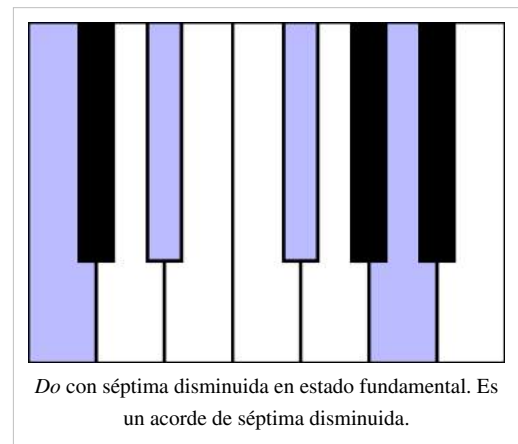 Do con séptima disminuida en estado fundamental. Es
un acorde de séptima disminuida.